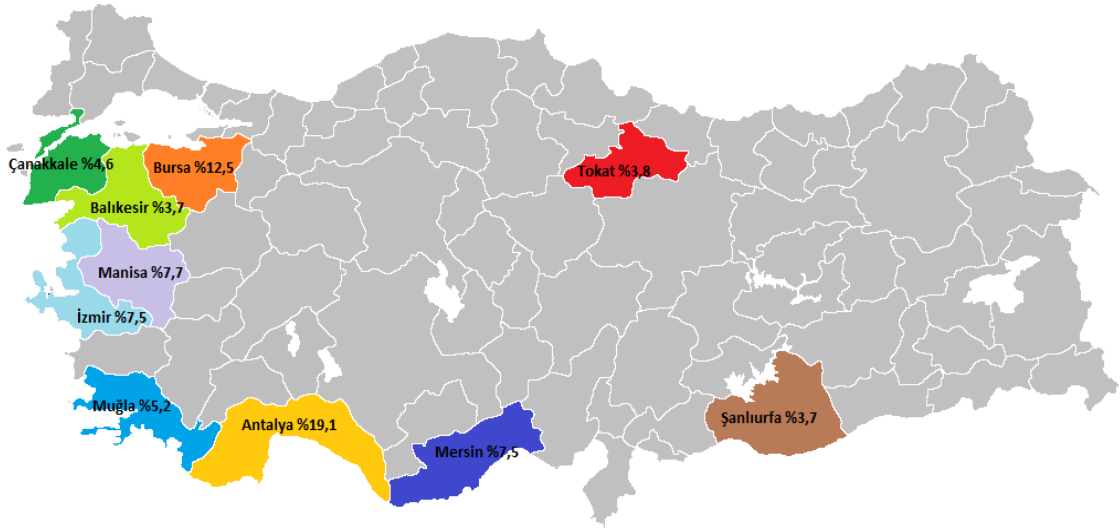 Çanakkale %4,6
Bursa %12,5
Tokat %3,8
Balıkesir %3,7
Manisa %7,7
İzmir %7,5
Muğla %5,2
Antalya %19,1
Şanlıurfa %3,7
Mersin %7,5